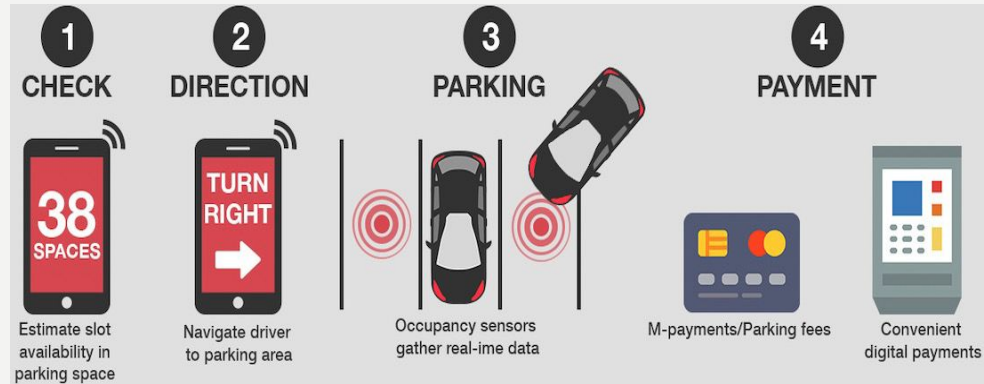 1
CHECK
38
SPACES
Estimate slot
availability in
parking space
2
DIRECTION
TURN
RIGHT
Navigate driver
to parking area
3
PARKING
Occupancy sensors
gather real-ime data
4
PAYMENT
M-payments/Parking fees
Convenient
digital payments